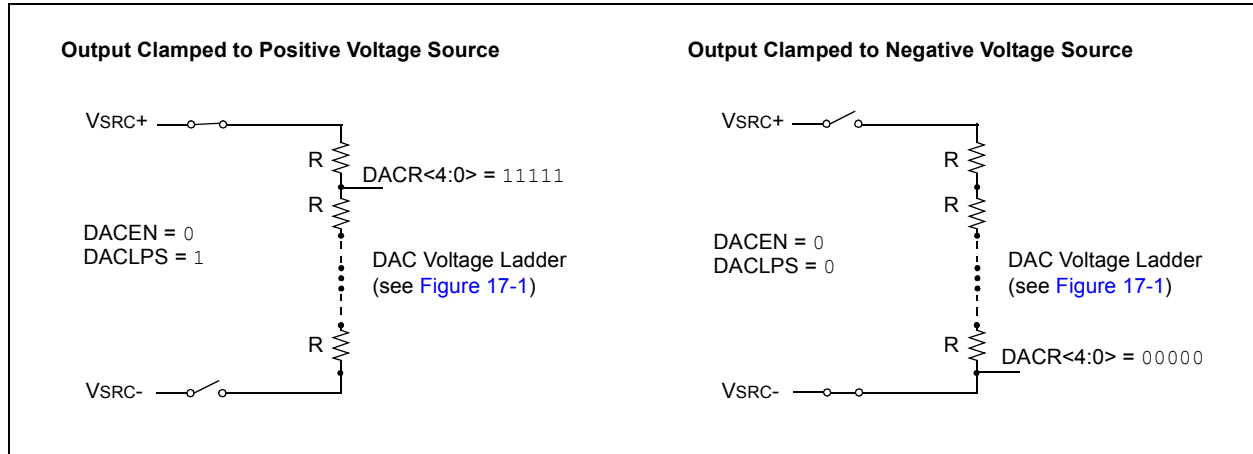 Output Clamped to Positive Voltage Source
VSRC+
R
DACR<4:0> = 11111
R
DACEN = 0
DACLPS = 1
DAC Voltage Ladder
(see Figure 17-1)
R
VSRC-
Output Clamped to Negative Voltage Source
VSRC+
R
R
DACEN = 0
DACLPS = 0
DAC Voltage Ladder
(see Figure 17-1)
R
DACR<4:0> = 00000
VSRC-